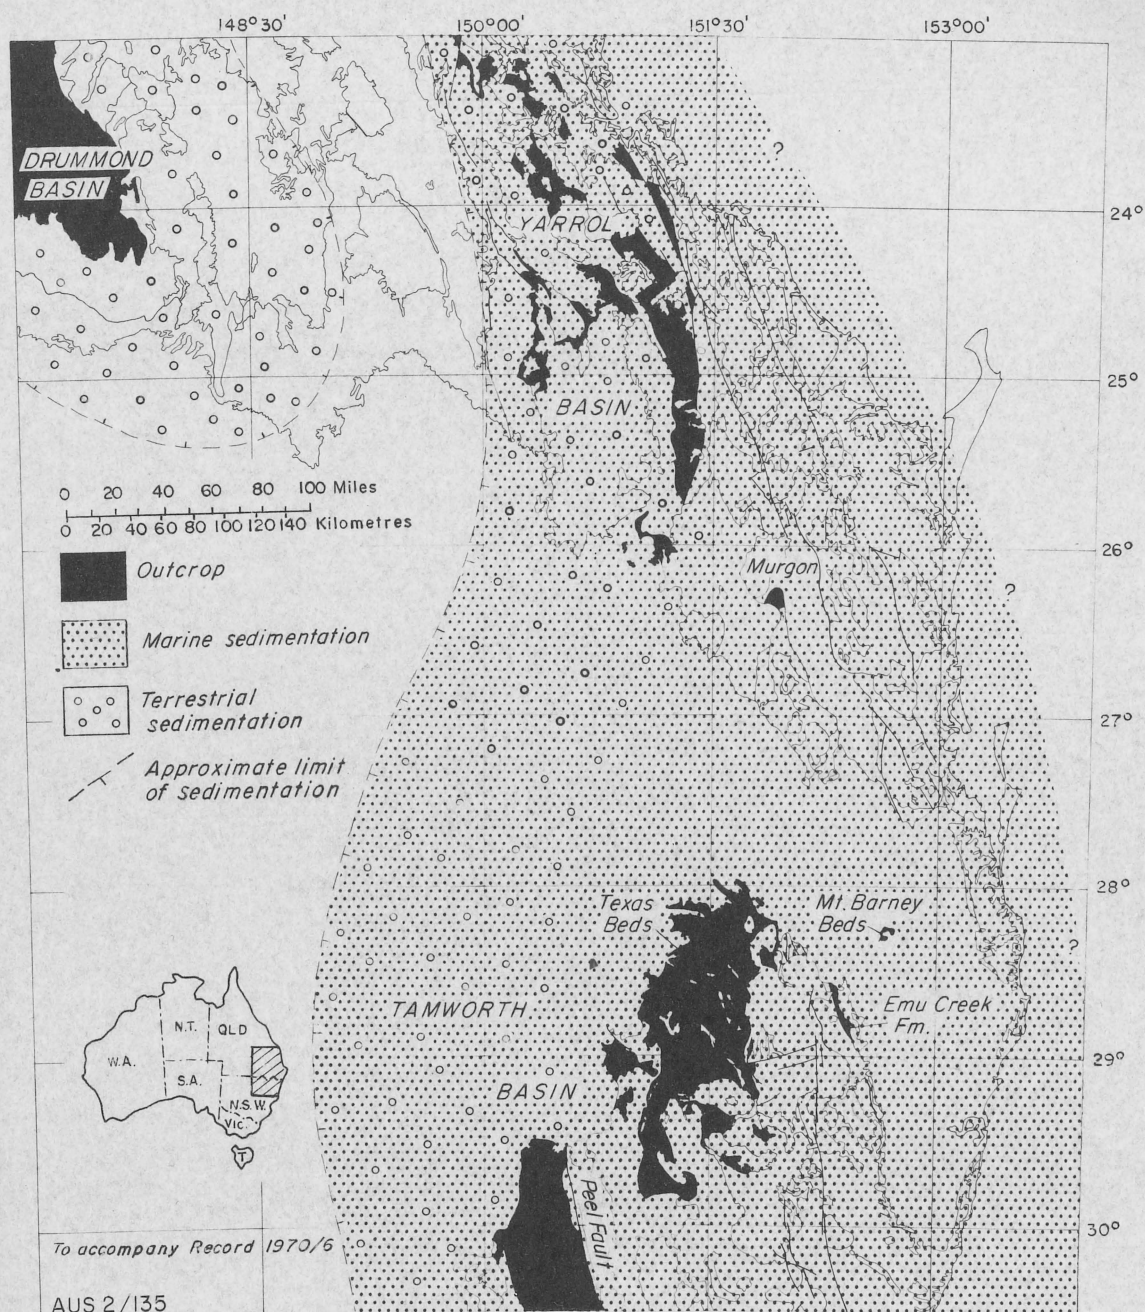 148°30'
150°00'
151°30'
153°00'
DRUMMOND
BASIN
?
24°
YARROL
25°
BASIN
0 20 40 60 80 100 Miles
0 20 40 60 80 100 120 140 Kilometres
26°
Outcrop
Murgon
?
Marine sedimentation
Terrestrial
sedimentation
27°
Approximate limit
of sedimentation
28°
Texas
Beds
Mt. Barney
Beds
?
TAMWORTH
Emu Creek
Fm.
N.T.
QLD
W.A.
S.A.
N.S.W.
Vic.
T
29°
BASIN
Peel Fault
30°
To accompany Record 1970/6
AUS 2/135